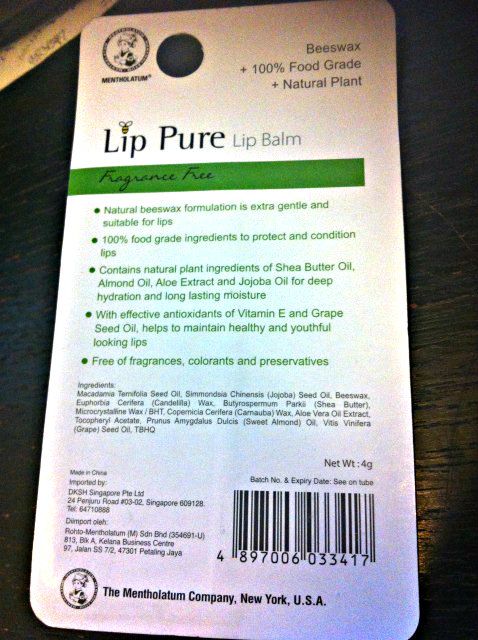 MENTHOLATUM®
Beeswax
+ 100% Food Grade
+ Natural Plant
Lip Pure Lip Balm
Fragrance Free
• Natural beeswax formulation is extra gentle and
suitable for lips
• 100% food grade ingredients to protect and condition
lips
• Contains natural plant ingredients of Shea Butter Oil,
Almond Oil, Aloe Extract and Jojoba Oil for deep
hydration and long lasting moisture
• With effective antioxidants of Vitamin E and Grape
Seed Oil, helps to maintain healthy and youthful
looking lips
• Free of fragrances, colorants and preservatives
Ingredients:
Macadamia Ternifolia Seed Oil, Simmondsia Chinensis (Jojoba) Seed Oil, Beeswax,
Euphorbia Cerifera (Candelilla) Wax, Butyrospermum Parkii (Shea Butter),
Microcrystalline Wax / BHT, Copernicia Cerifera (Carnauba) Wax, Aloe Vera Oil Extract,
Tocopheryl Acetate, Prunus Amygdalus Dulcis (Sweet Almond) Oil, Vitis Vinifera
(Grape) Seed Oil, TBHQ
Net : 4g
Batch No. & Expiry Date: See on tube
Made in China
Imported by:
DKSH Singapore Pte Ltd
24 Penjuru Road #03-02, Singapore 609128.
Tel: 64710888
Diimport oleh:
Rohto-Mentholatum (M) Sdn Bhd (354691-U)
813, Blk A, Kelana Business Centre
97, Jalan SS 7/2, 47301 Petaling Jaya
4 897006 033417
The Mentholatum Company, New York, U.S.A.